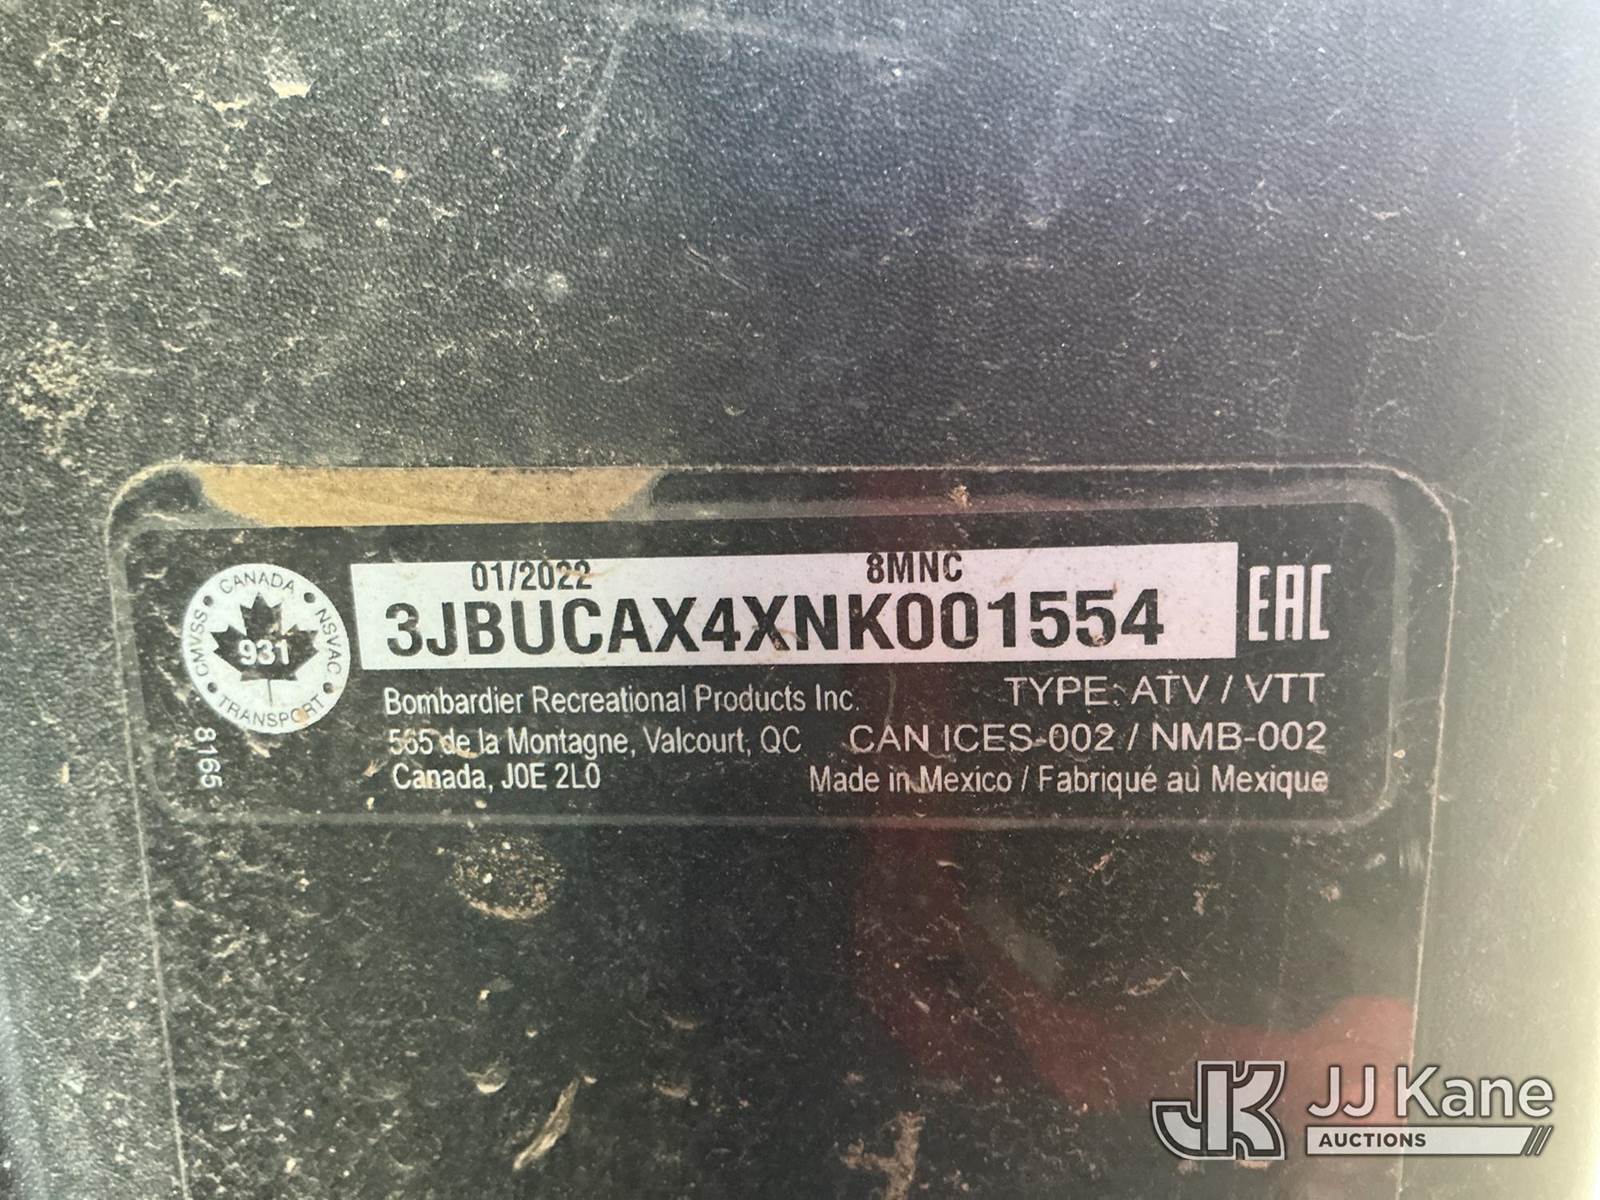 01/2022 8MNC
3JBUCAX4XNK001554
EAC
CANADA • NSVAC • TRANSPORT • CMVSS •
931
8165
Bombardier Recreational Products Inc.
565 de la Montagne, Valcourt, QC
Canada, J0E 2L0
TYPE: ATV / VTT
CAN ICES-002 / NMB-002
Made in Mexico / Fabriqué au Mexique
JK JJ Kane
AUCTIONS